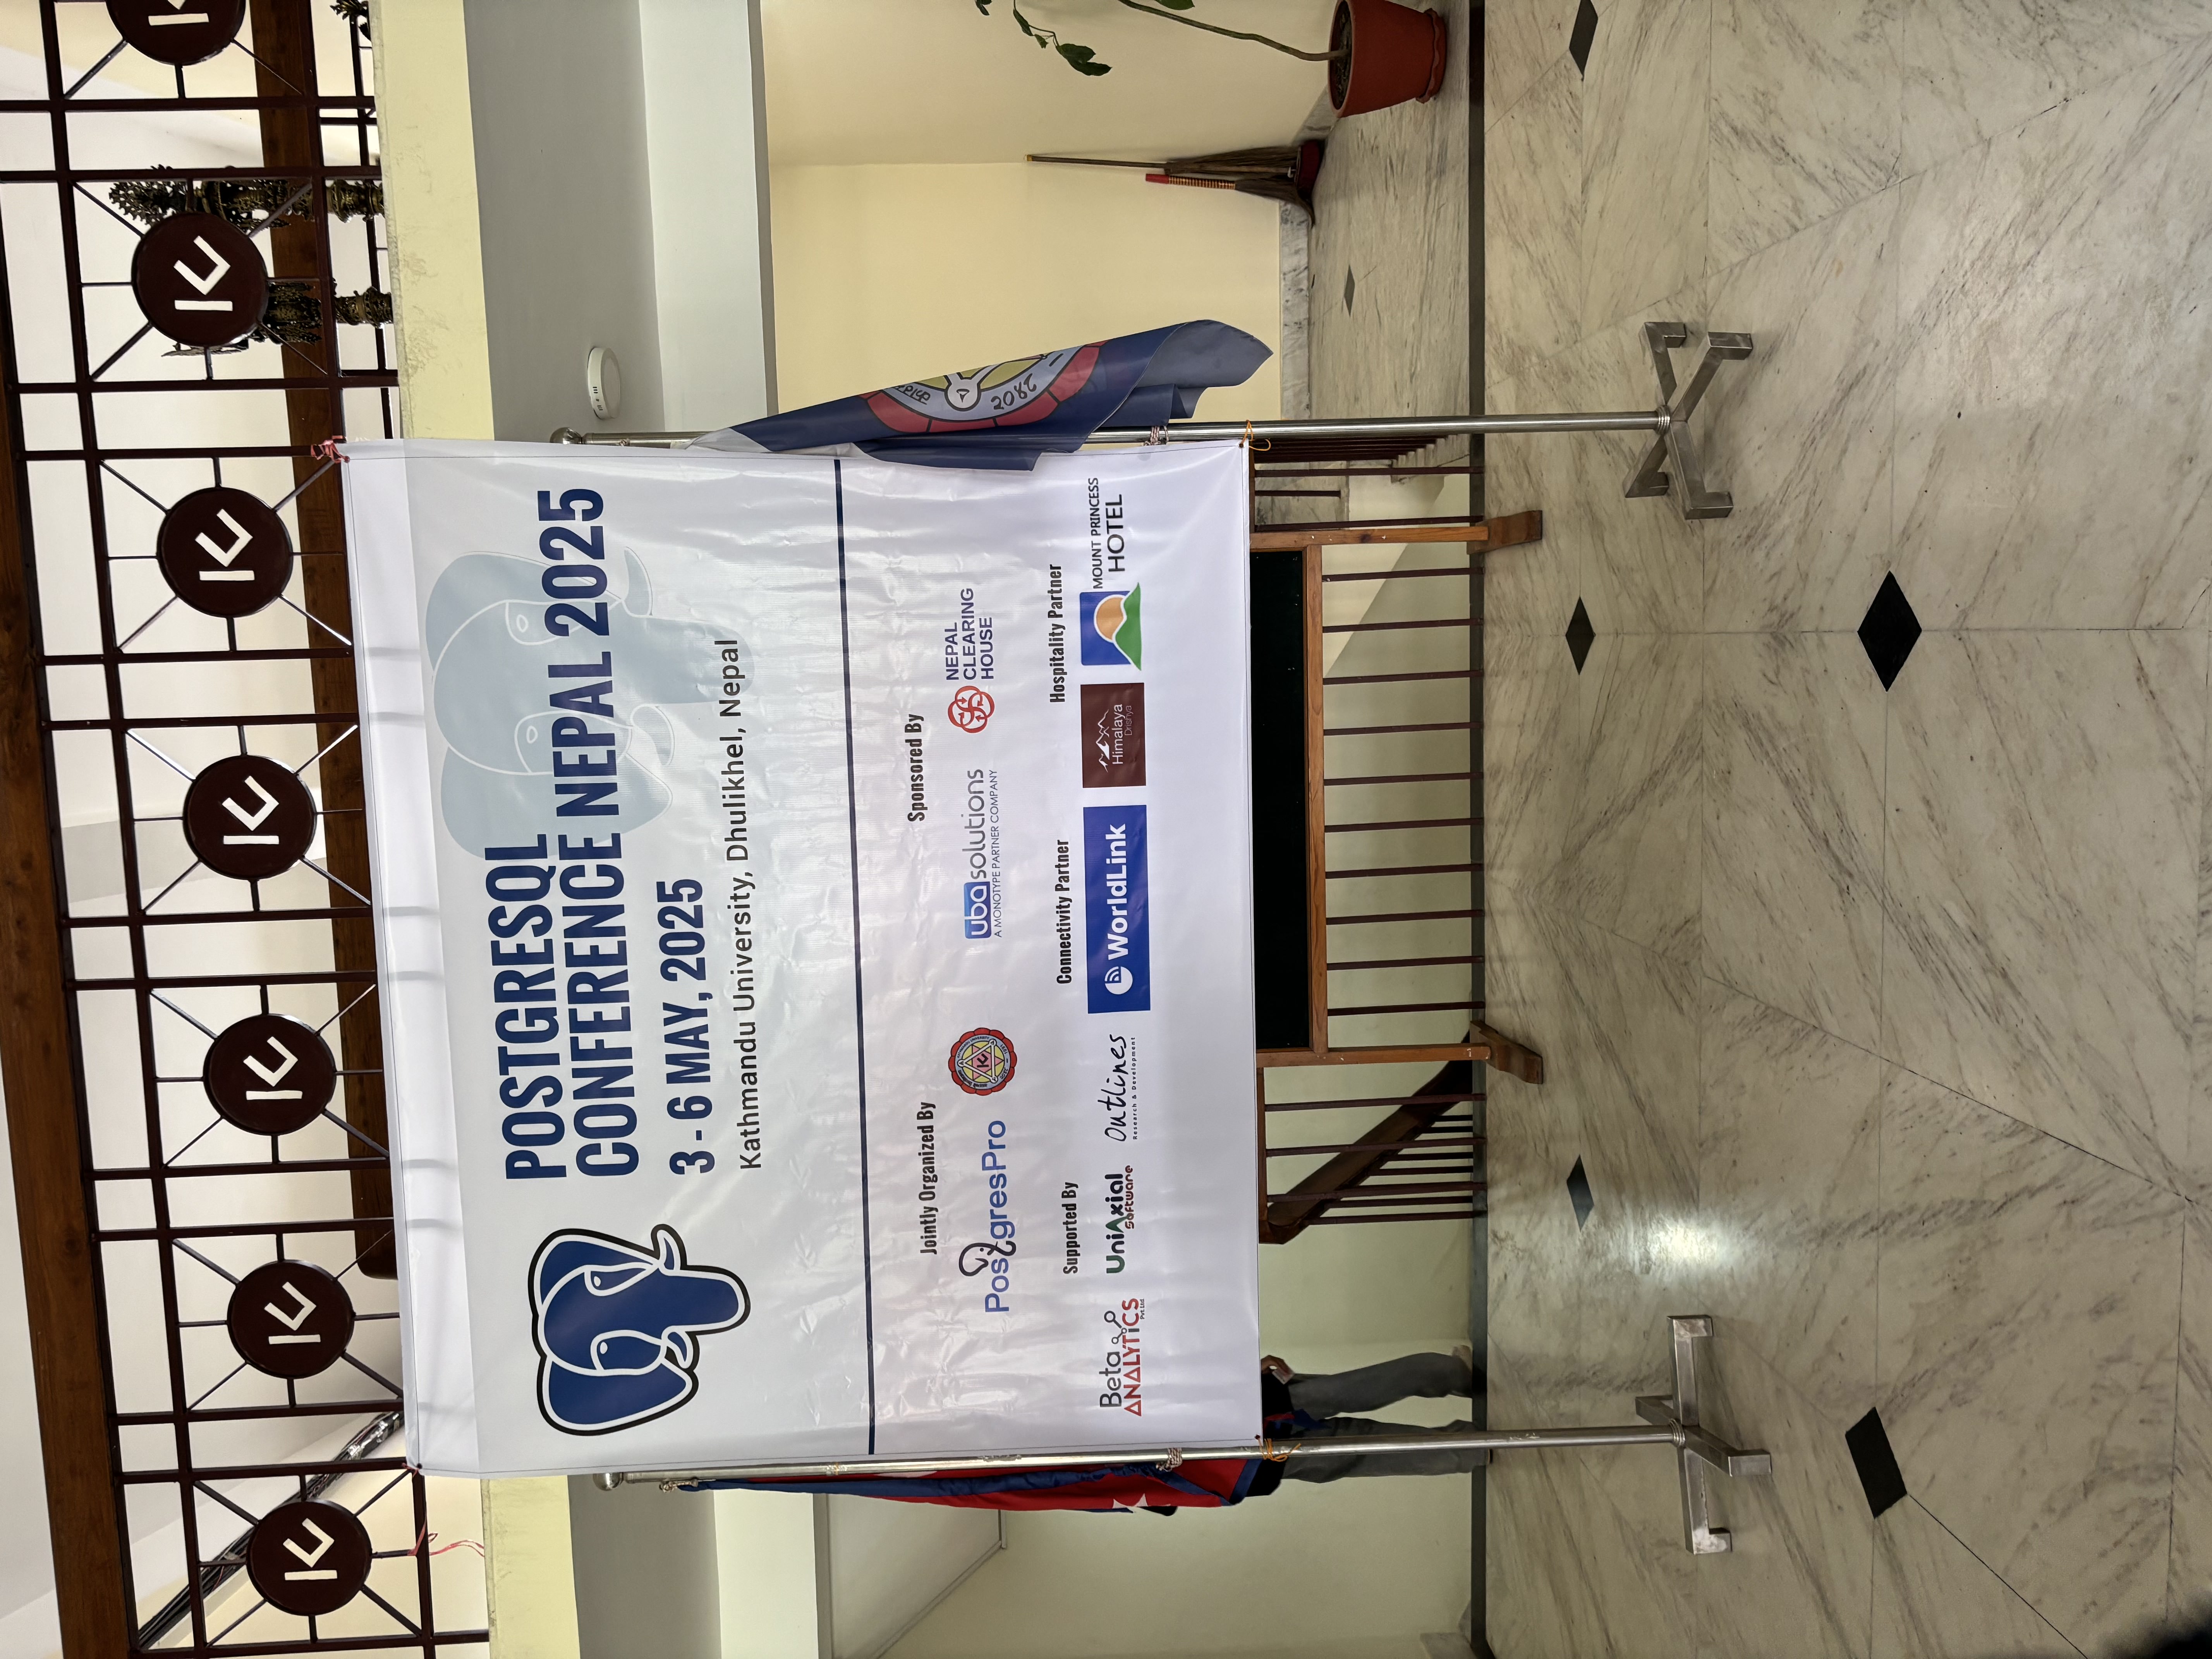 POSTGRESQL
CONFERENCE NEPAL 2025
3 - 6 MAY, 2025
Kathmandu University, Dhulikhel, Nepal
Jointly Organized By
PostgresPro
Sponsored By
uba solutions
A MONOTYPE PARTNER COMPANY
NEPAL
CLEARING
HOUSE
Supported By
Beta
ANALYTICS
Pvt. Ltd.
UniAxial
Software
Outlines
Research & Development
Connectivity Partner
WorldLink
Hospitality Partner
Himalaya
Drishya
MOUNT PRINCESS
HOTEL
२०४८